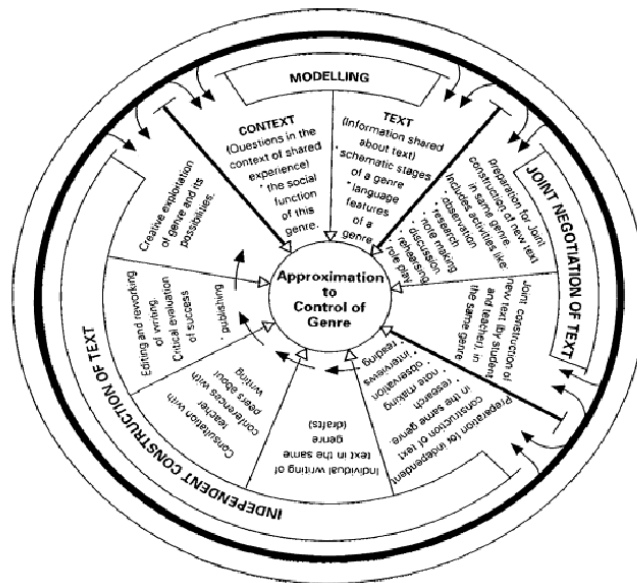 MODELLING
CONTEXT
(Questions in the
context of shared
experience)
• the social
function of this
genre.
TEXT
(Information shared
about text)
• schematic stages
of a genre
• language
features of a
genre
JOINT NEGOTIATION OF TEXT
Preparation for Joint
construction of new text
in same genre.
Includes activities like:
• observation
• research
• note making
• discussion
• rehearsing
• role play
Joint construction of
new text (by student
and teacher) in
the same genre
INDEPENDENT CONSTRUCTION OF TEXT
Preparation for independent
construction of text
in the same genre.
• research
• note making
• observation
• interviews
• reading
Individual writing of
text in the same
genre
(drafts)
Consultation with
teacher
conferences with
peers about
writing
Editing and reworking
of writing.
Critical evaluation
of success
• publishing
Creative exploration
of genre and its
possibilities.
Approximation
to
Control of
Genre